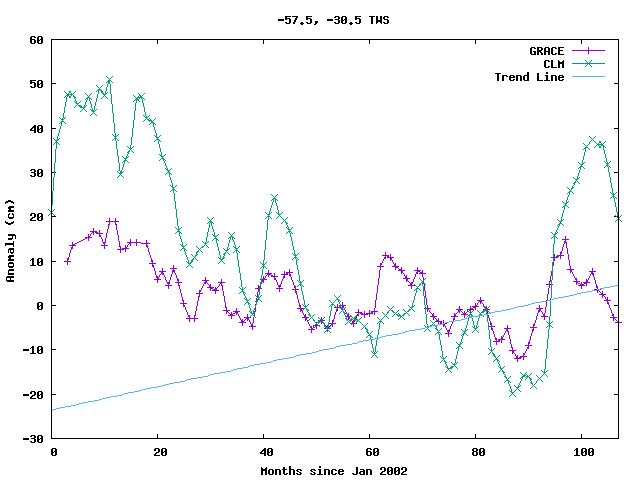 -57.5, -30.5 TWS
GRACE
CLM
Trend Line
60
50
40
30
20
10
0
-10
-20
-30
Anomaly (cm)
0 20 40 60 80 100
Months since Jan 2002